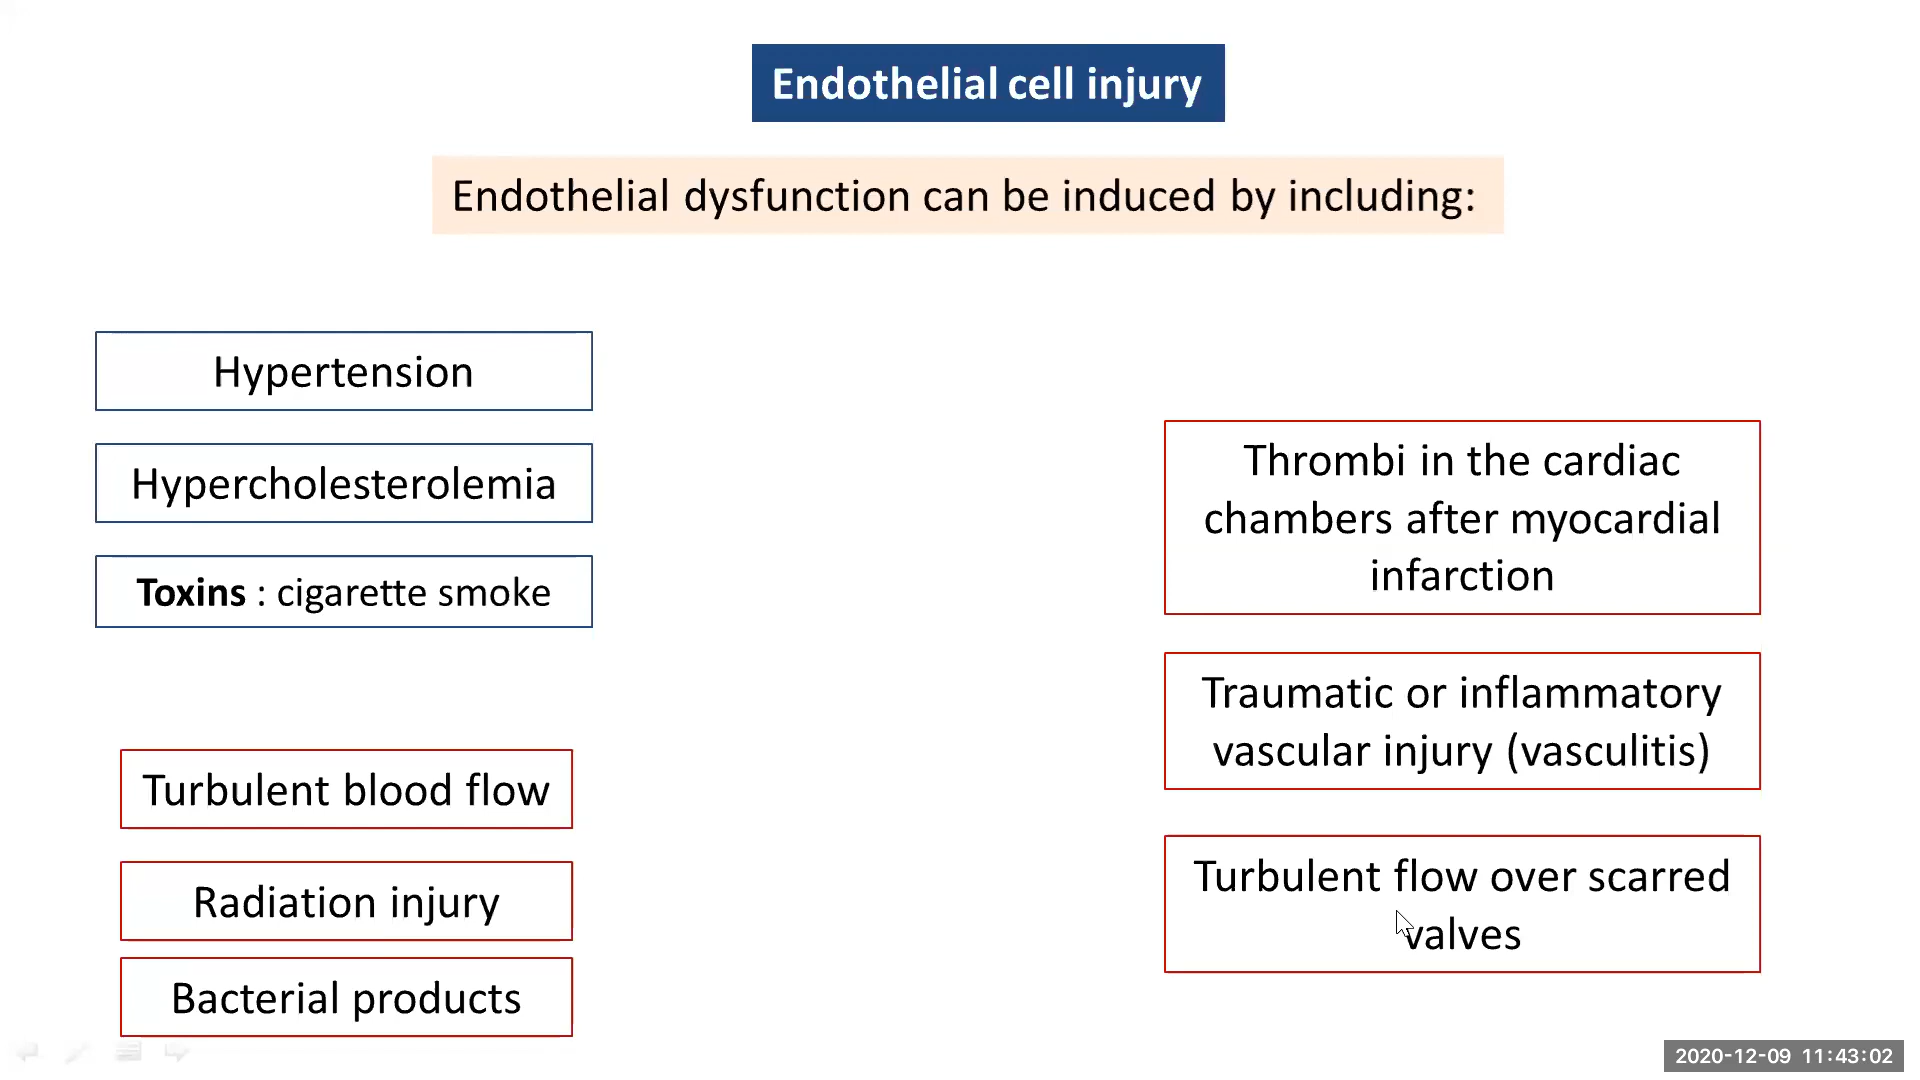 Endothelial cell injury
Endothelial dysfunction can be induced by including:
Hypertension
Hypercholesterolemia
Toxins : cigarette smoke
Turbulent blood flow
Radiation injury
Bacterial products
Thrombi in the cardiac
chambers after myocardial
infarction
Traumatic or inflammatory
vascular injury (vasculitis)
Turbulent flow over scarred
valves
2020-12-09 11:43:02